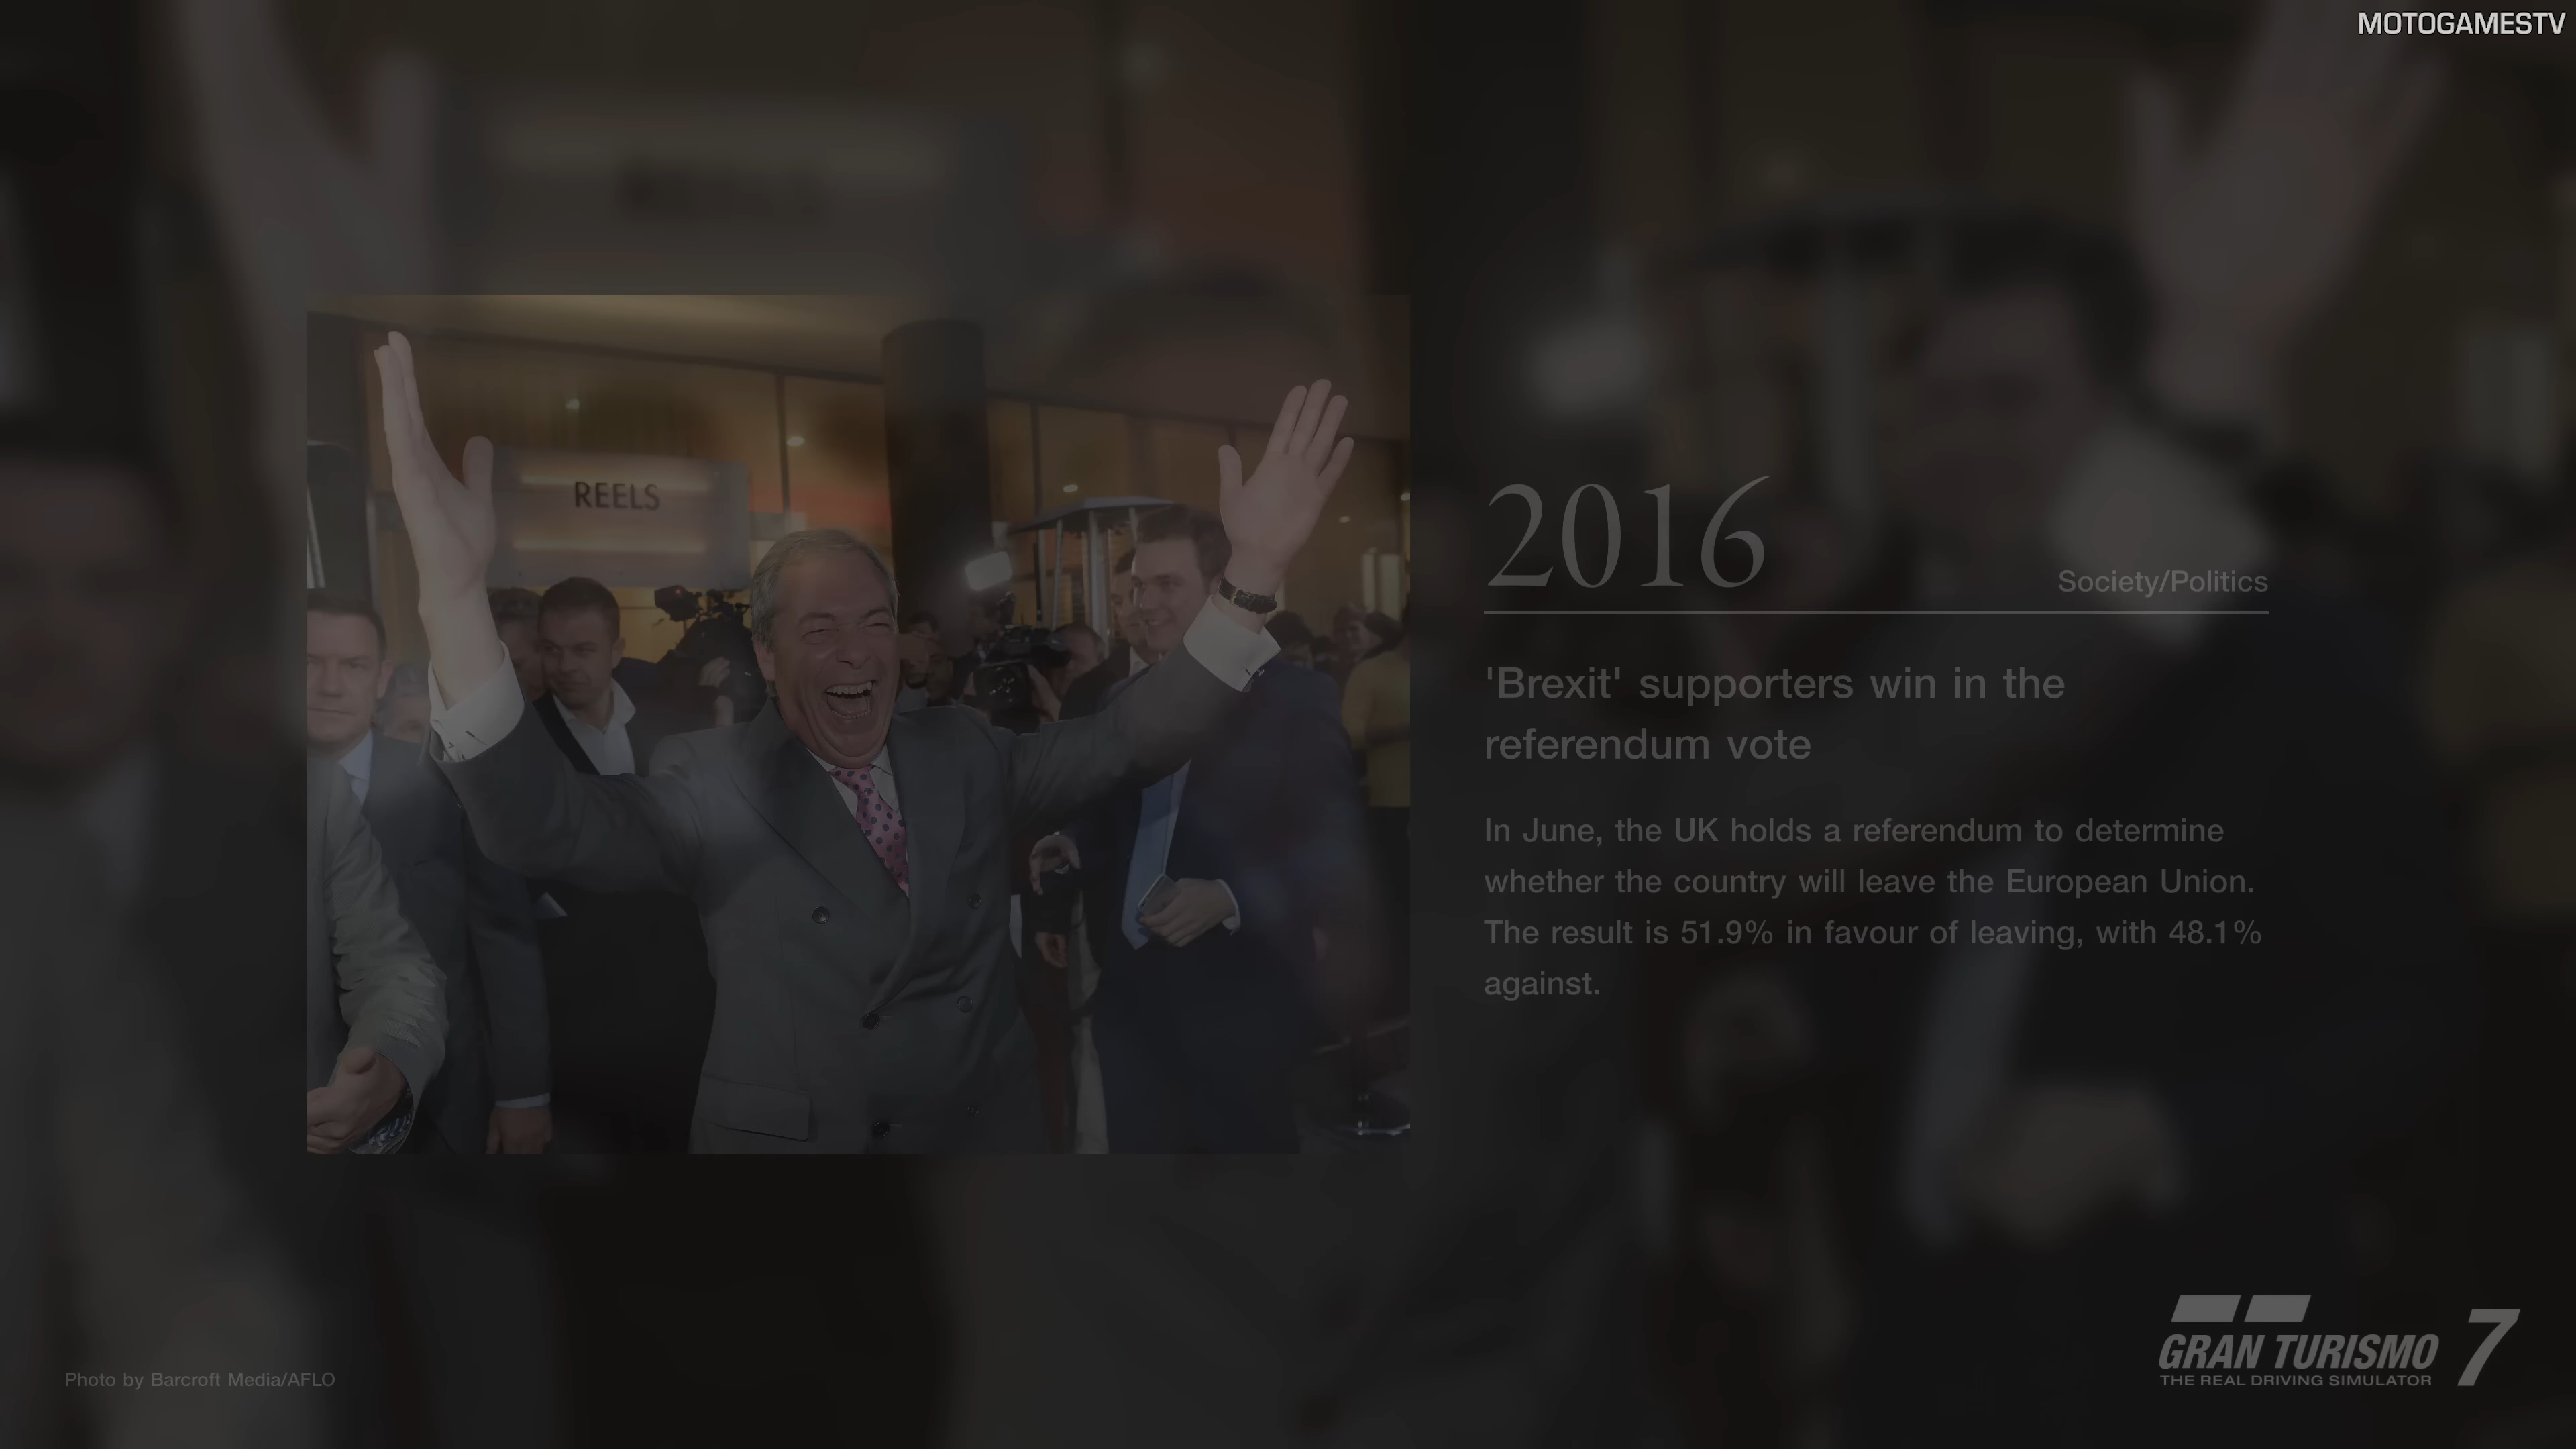 MOTOGAMESTV
REELS
2016
Society/Politics
'Brexit' supporters win in the
referendum vote
In June, the UK holds a referendum to determine
whether the country will leave the European Union.
The result is 51.9% in favour of leaving, with 48.1%
against.
Photo by Barcroft Media/AFLO
GRAN TURISMO 7
THE REAL DRIVING SIMULATOR